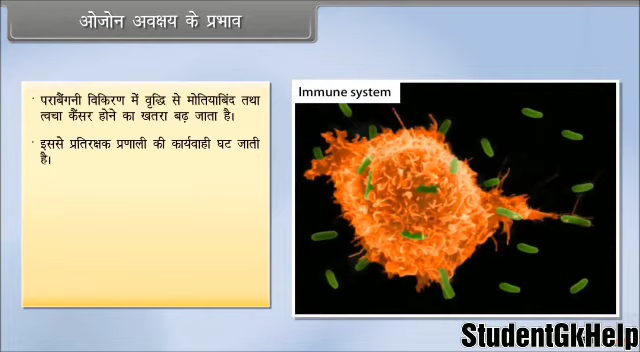 ओजोन अवक्षय के प्रभाव
· पराबैंगनी विकिरण में वृद्धि से मोतियाबिंद तथा
त्वचा कैंसर होने का खतरा बढ़ जाता है।
· इससे प्रतिरक्षक प्रणाली की कार्यवाही घट जाती
है।
Immune system
StudentGkHelp